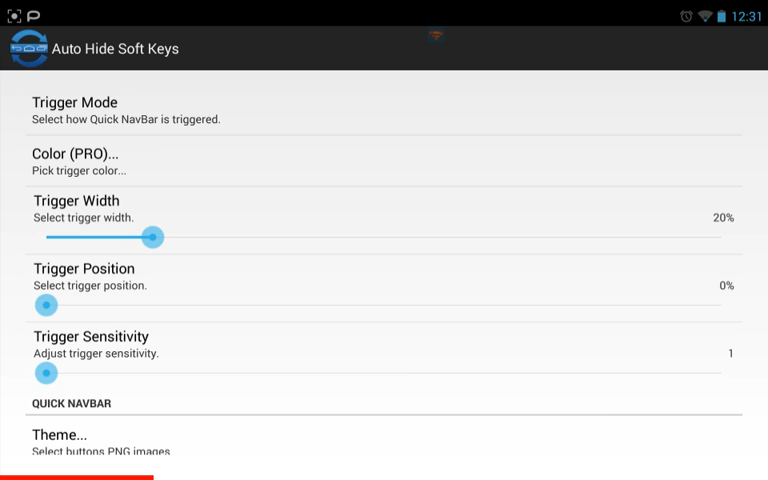 12:31
Auto Hide Soft Keys
Trigger Mode
Select how Quick NavBar is triggered.
Color (PRO)...
Pick trigger color...
Trigger Width
Select trigger width.
20%
Trigger Position
Select trigger position.
0%
Trigger Sensitivity
Adjust trigger sensitivity.
1
QUICK NAVBAR
Theme...
Select buttons PNG images